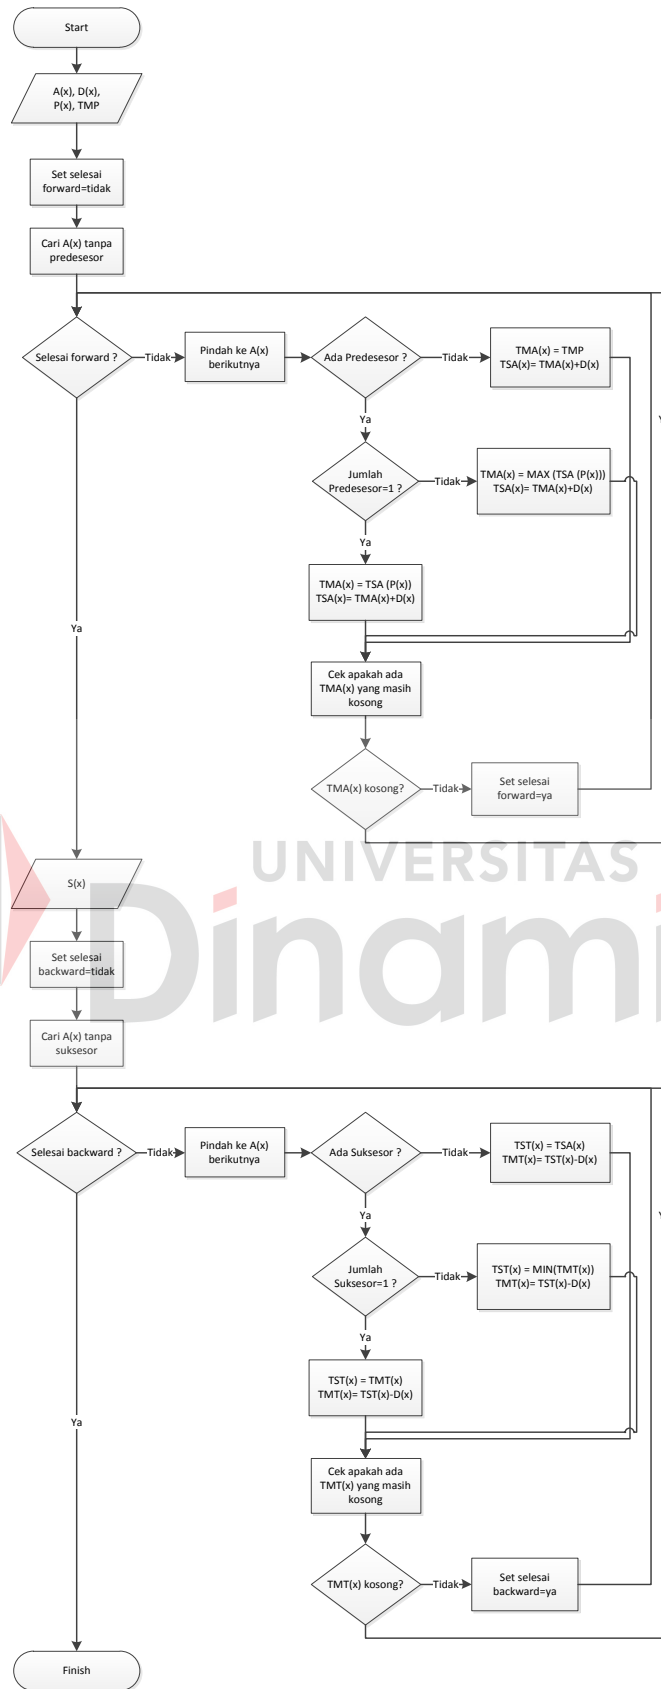 Start
A(x), D(x),
P(x), TMP
Set selesai
forward=tidak
Cari A(x) tanpa
predesesor
Selesai forward ?
Tidak
Pindah ke A(x)
berikutnya
Ada Predesesor ?
Tidak
TMA(x) = TMP
TSA(x)= TMA(x)+D(x)
Ya
Jumlah
Predesesor=1 ?
Tidak
TMA(x) = MAX (TSA (P(x)))
TSA(x)= TMA(x)+D(x)
Ya
TMA(x) = TSA (P(x))
TSA(x)= TMA(x)+D(x)
Ya
Cek apakah ada
TMA(x) yang masih
kosong
TMA(x) kosong?
Tidak
Set selesai
forward=ya
UNIVERSITAS
Dinami
S(x)
Set selesai
backward=tidak
Cari A(x) tanpa
suksesor
Selesai backward ?
Tidak
Pindah ke A(x)
berikutnya
Ada Suksesor ?
Tidak
TST(x) = TSA(x)
TMT(x)= TST(x)-D(x)
Ya
Jumlah
Suksesor=1 ?
Tidak
TST(x) = MIN(TMT(x))
TMT(x)= TST(x)-D(x)
Ya
TST(x) = TMT(x)
TMT(x)= TST(x)-D(x)
Ya
Cek apakah ada
TMT(x) yang masih
kosong
TMT(x) kosong?
Tidak
Set selesai
backward=ya
Finish